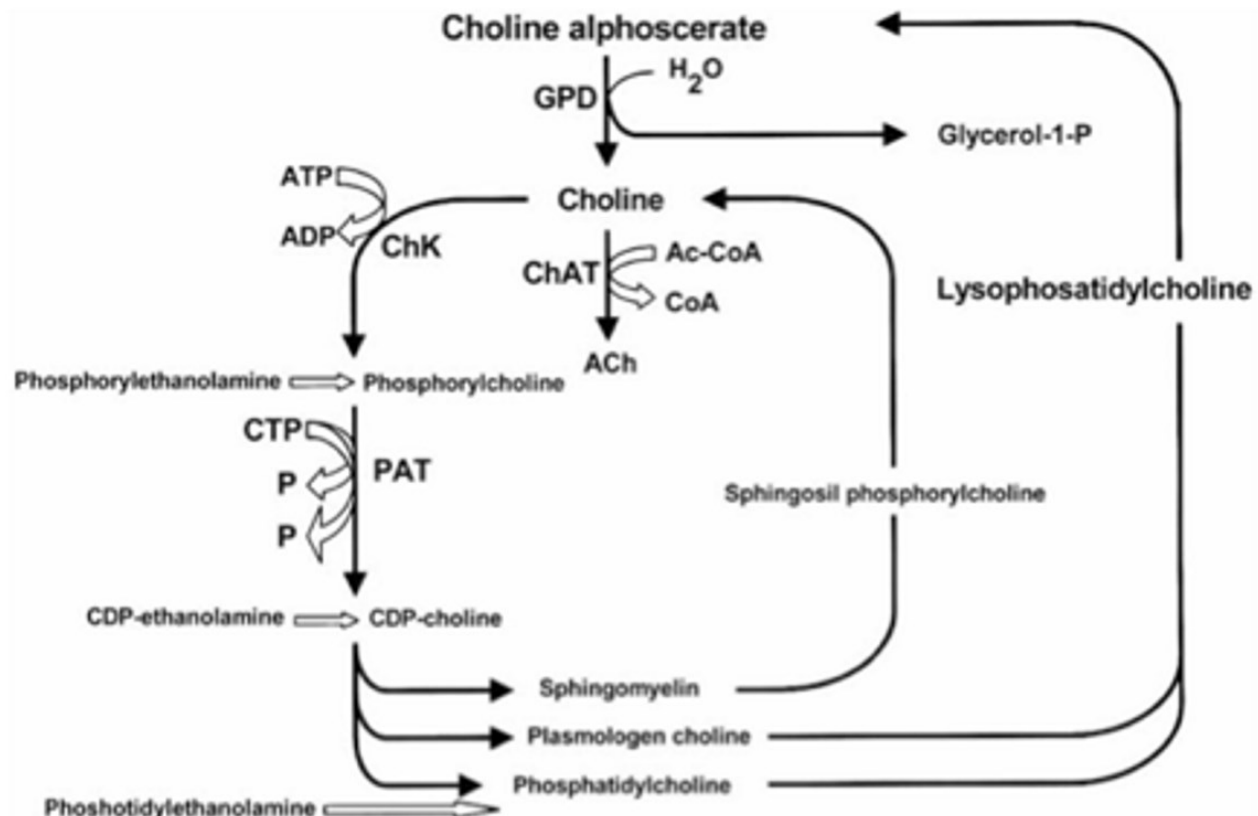 Choline alphoscerate
H2O
GPD
Glycerol-1-P
ATP
Choline
ADP
ChK
Ac-CoA
ChAT
CoA
Lysophosatidylcholine
ACh
Phosphorylethanolamine
Phosphorylcholine
CTP
PAT
P
Sphingosil phosphorylcholine
P
CDP-ethanolamine
CDP-choline
Sphingomyelin
Plasmologen choline
Phosphatidylcholine
Phoshotidylethanolamine